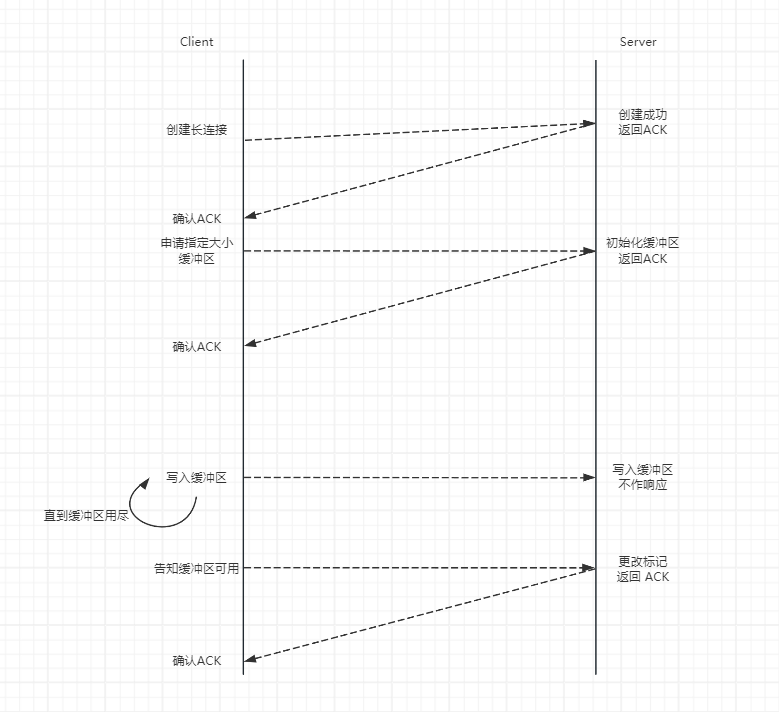 Client
Server
创建长连接
创建成功
返回ACK
确认ACK
申请指定大小
缓冲区
初始化缓冲区
返回ACK
确认ACK
写入缓冲区
写入缓冲区
不作响应
直到缓冲区用尽
告知缓冲区可用
更改标记
返回 ACK
确认ACK